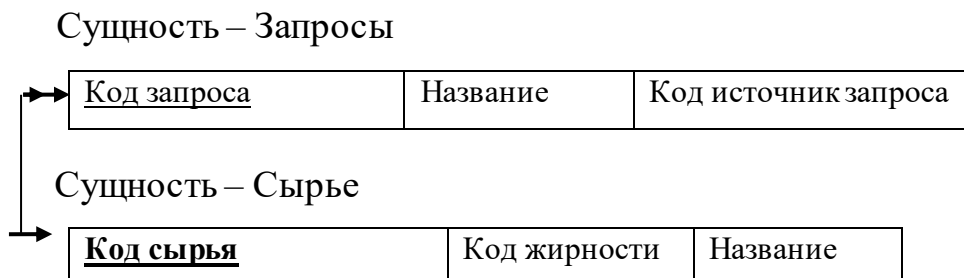 Сущность – Запросы
Код запроса Название Код источник запроса
Сущность – Сырье
Код сырья Код жирности Название